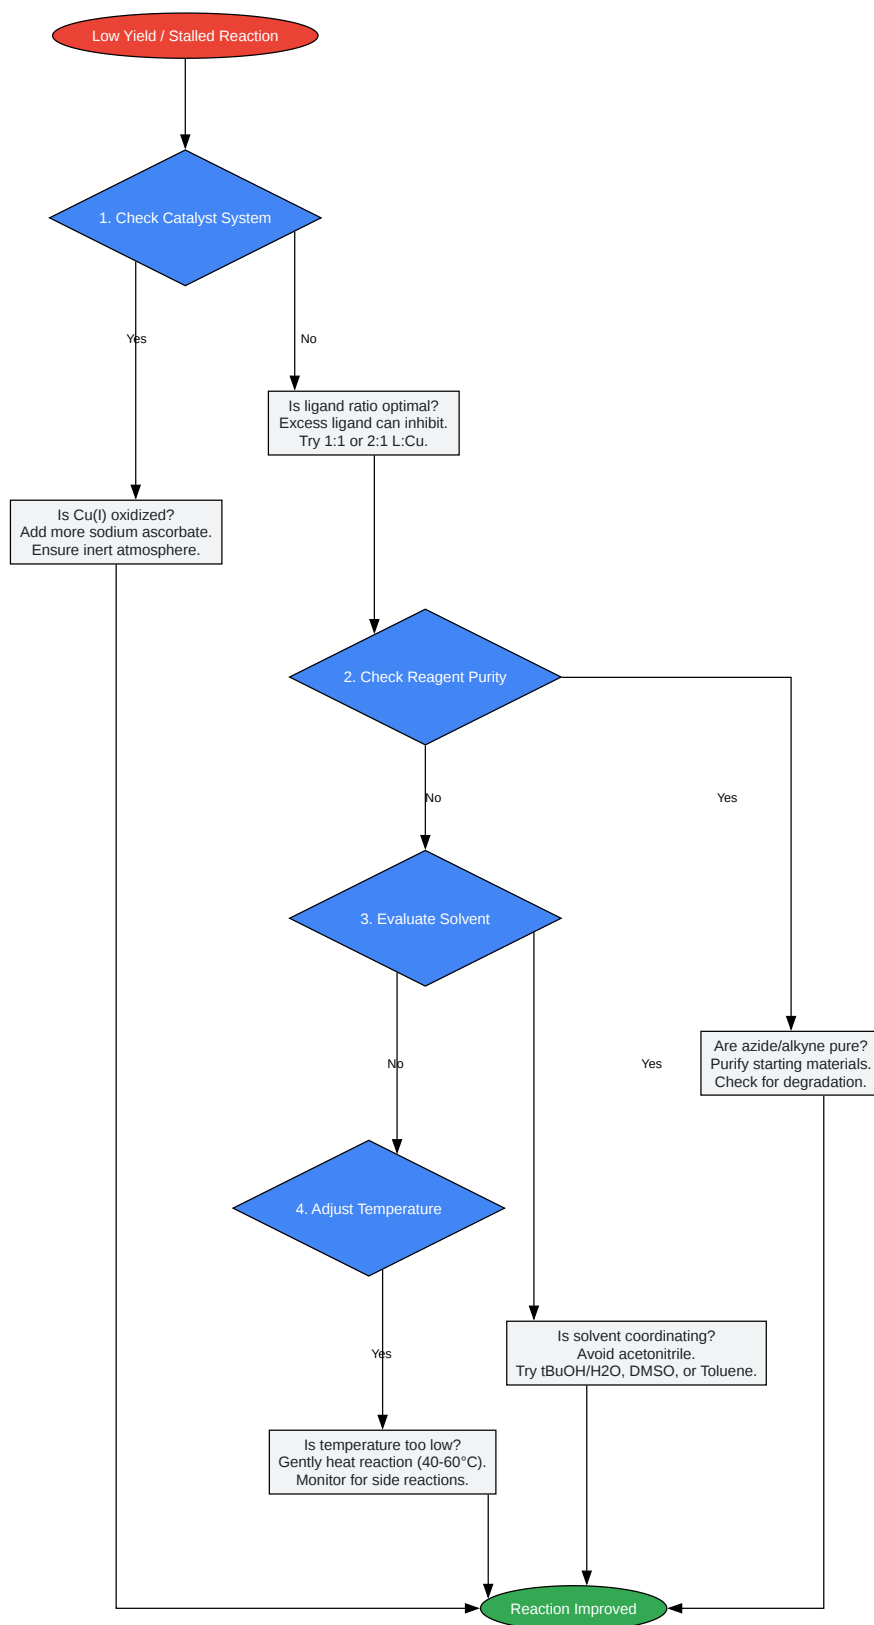 Low Yield / Stalled Reaction
1. Check Catalyst System
Yes
No
Is ligand ratio optimal?
Excess ligand can inhibit.
Try 1:1 or 2:1 L:Cu.
Is Cu(I) oxidized?
Add more sodium ascorbate.
Ensure inert atmosphere.
2. Check Reagent Purity
No
Yes
3. Evaluate Solvent
No
Yes
Are azide/alkyne pure?
Purify starting materials.
Check for degradation.
4. Adjust Temperature
Yes
Is solvent coordinating?
Avoid acetonitrile.
Try tBuOH/H2O, DMSO, or Toluene.
Is temperature too low?
Gently heat reaction (40-60°C).
Monitor for side reactions.
Reaction Improved